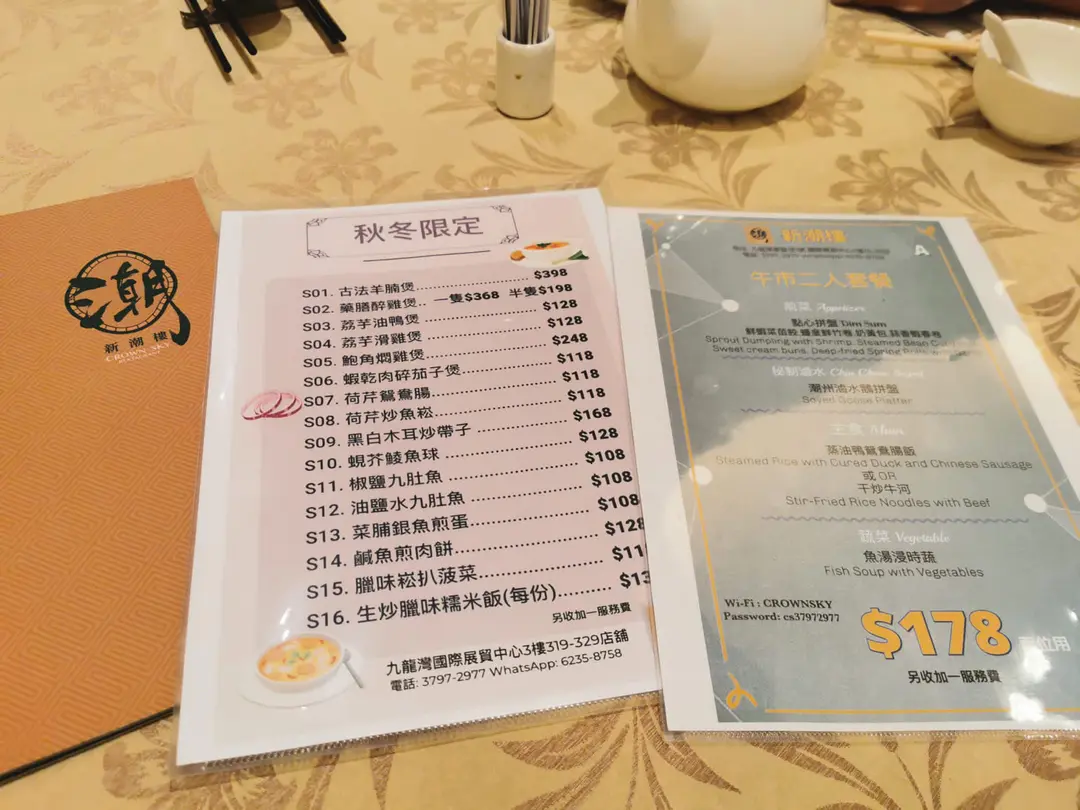 潮
新潮樓
CROWN SKY
秋冬限定
S01. 古法羊腩煲 $398
S02. 藥膳醉雞煲.. 一隻$368 半隻$198
S03. 荔芋油鴨煲 $128
S04. 荔芋滑雞煲 $128
S05. 鮑角燜雞煲 $248
S06. 蝦乾肉碎茄子煲 $118
S07. 荷芹鴛鴦腸 $118
S08. 荷芹炒魚崧 $118
S09. 黑白木耳炒帶子 $168
S10. 蜆芥鯪魚球 $128
S11. 椒鹽九肚魚 $108
S12. 油鹽水九肚魚 $108
S13. 菜脯銀魚煎蛋 $108
S14. 鹹魚煎肉餅 $128
S15. 臘味崧扒菠菜
S16. 生炒臘味糯米飯(每份)
另收加一服務費
九龍灣國際展貿中心3樓319-329店舖
電話: 3797-2977 WhatsApp: 6235-8758
潮 新潮樓
A
午市二人套餐
前菜 Appetizers
點心拼盤 Dim Sum
Sprout Dumpling with Shrimp, Steamed Bean Curd
Sweet cream buns, Deep-fried Spring Rolls
秘制滷水
潮州滷水鵝拼盤
Soyed Goose Platter
主食 Main
蒸油鴨鴛鴦腸飯
Steamed Rice with Cured Duck and Chinese Sausage
或 OR
干炒牛河
Stir-Fried Rice Noodles with Beef
蔬菜 Vegetable
魚湯浸時蔬
Fish Soup with Vegetables
Wi-Fi : CROWNSKY
Password: cs37972977
$178
位用
另收加一服務費